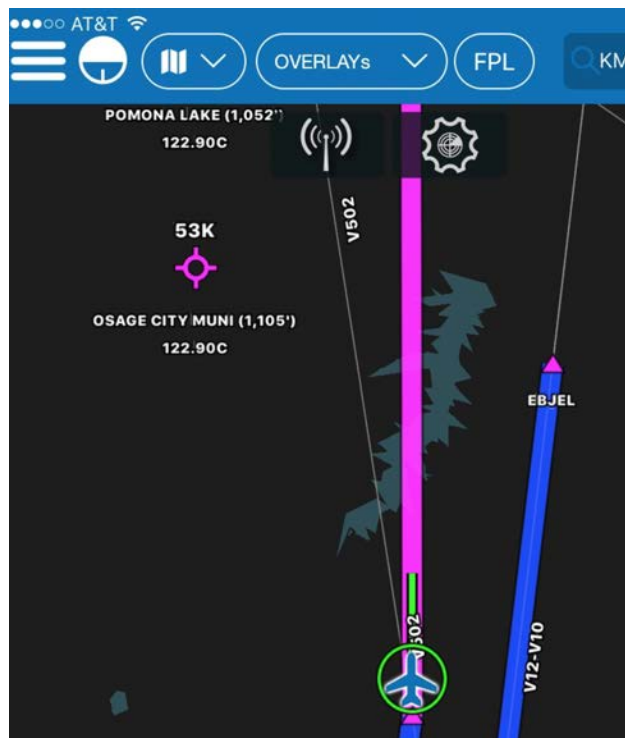 AT&T
OVERLAYs
FPL
KM
POMONA LAKE (1,052')
122.90C
V502
53K
OSAGE CITY MUNI (1,105')
122.90C
EBJEL
V502
V12-V10